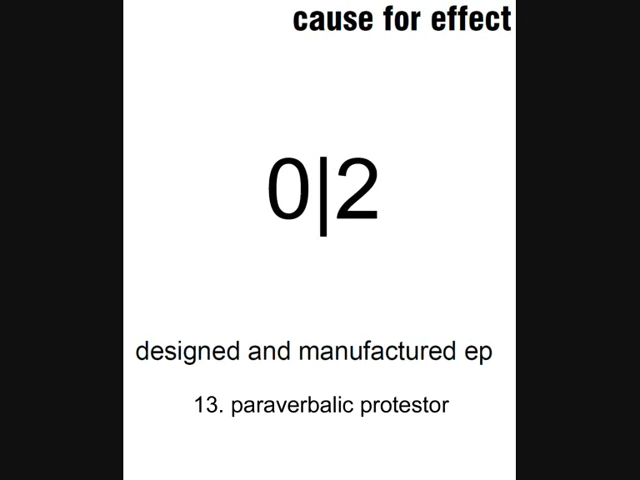 cause for effect
0|2
designed and manufactured ep
13. paraverbalic protestor